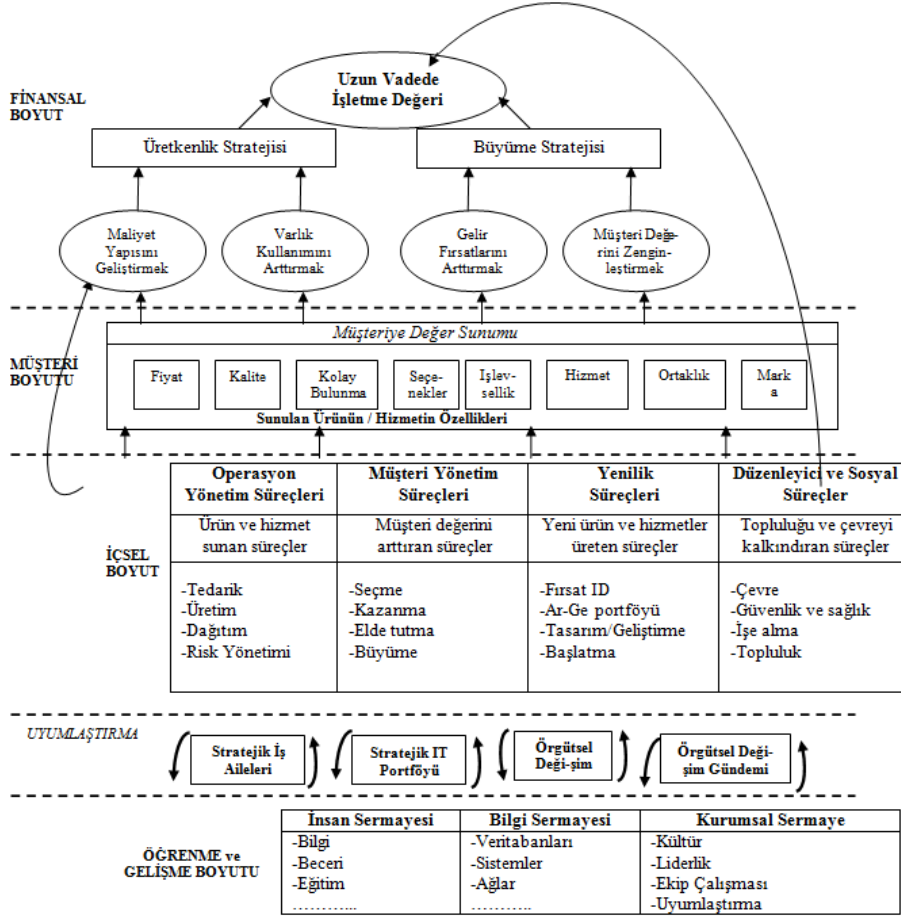 Uzun Vadede
İşletme Değeri
FİNANSAL
BOYUT
Üretkenlik Stratejisi
Büyüme Stratejisi
Maliyet
Yapısını
Geliştirmek
Varlık
Kullanımını
Arttırmak
Gelir
Fırsatlarını
Arttırmak
Müşteri Değe-
rini Zengin-
leştirmek
Müşteriye Değer Sunumu
MÜŞTERİ
BOYUTU
Fiyat
Kalite
Kolay
Bulunma
Seçe-
nekler
İşlev-
sellik
Hizmet
Ortaklık
Mark
a
Sunulan Ürünün / Hizmetin Özellikleri
İÇSEL
BOYUT
Operasyon
Yönetim Süreçleri
Ürün ve hizmet
sunan süreçler
-Tedarik
-Üretim
-Dağıtım
-Risk Yönetimi
Müşteri Yönetim
Süreçleri
Müşteri değerini
arttıran süreçler
-Seçme
-Kazanma
-Elde tutma
-Büyüme
Yenilik
Süreçleri
Yeni ürün ve hizmetler
üreten süreçler
-Fırsat ID
-Ar-Ge portföyü
-Tasarım/Geliştirme
-Başlatma
Düzenleyici ve Sosyal
Süreçler
Topluluğu ve çevreyi
kalkındıran süreçler
-Çevre
-Güvenlik ve sağlık
-İşe alma
-Topluluk
UYUMLAŞTIRMA
Stratejik İş
Aileleri
Stratejik IT
Portföyü
Örgütsel
Deği-şim
Örgütsel Deği-
şim Gündemi
ÖĞRENME ve
GELİŞME BOYUTU
İnsan Sermayesi
-Bilgi
-Beceri
-Eğitim
………...
Bilgi Sermayesi
-Veritabanları
-Sistemler
-Ağlar
……….
Kurumsal Sermaye
-Kültür
-Liderlik
-Ekip Çalışması
-Uyumlaştırma